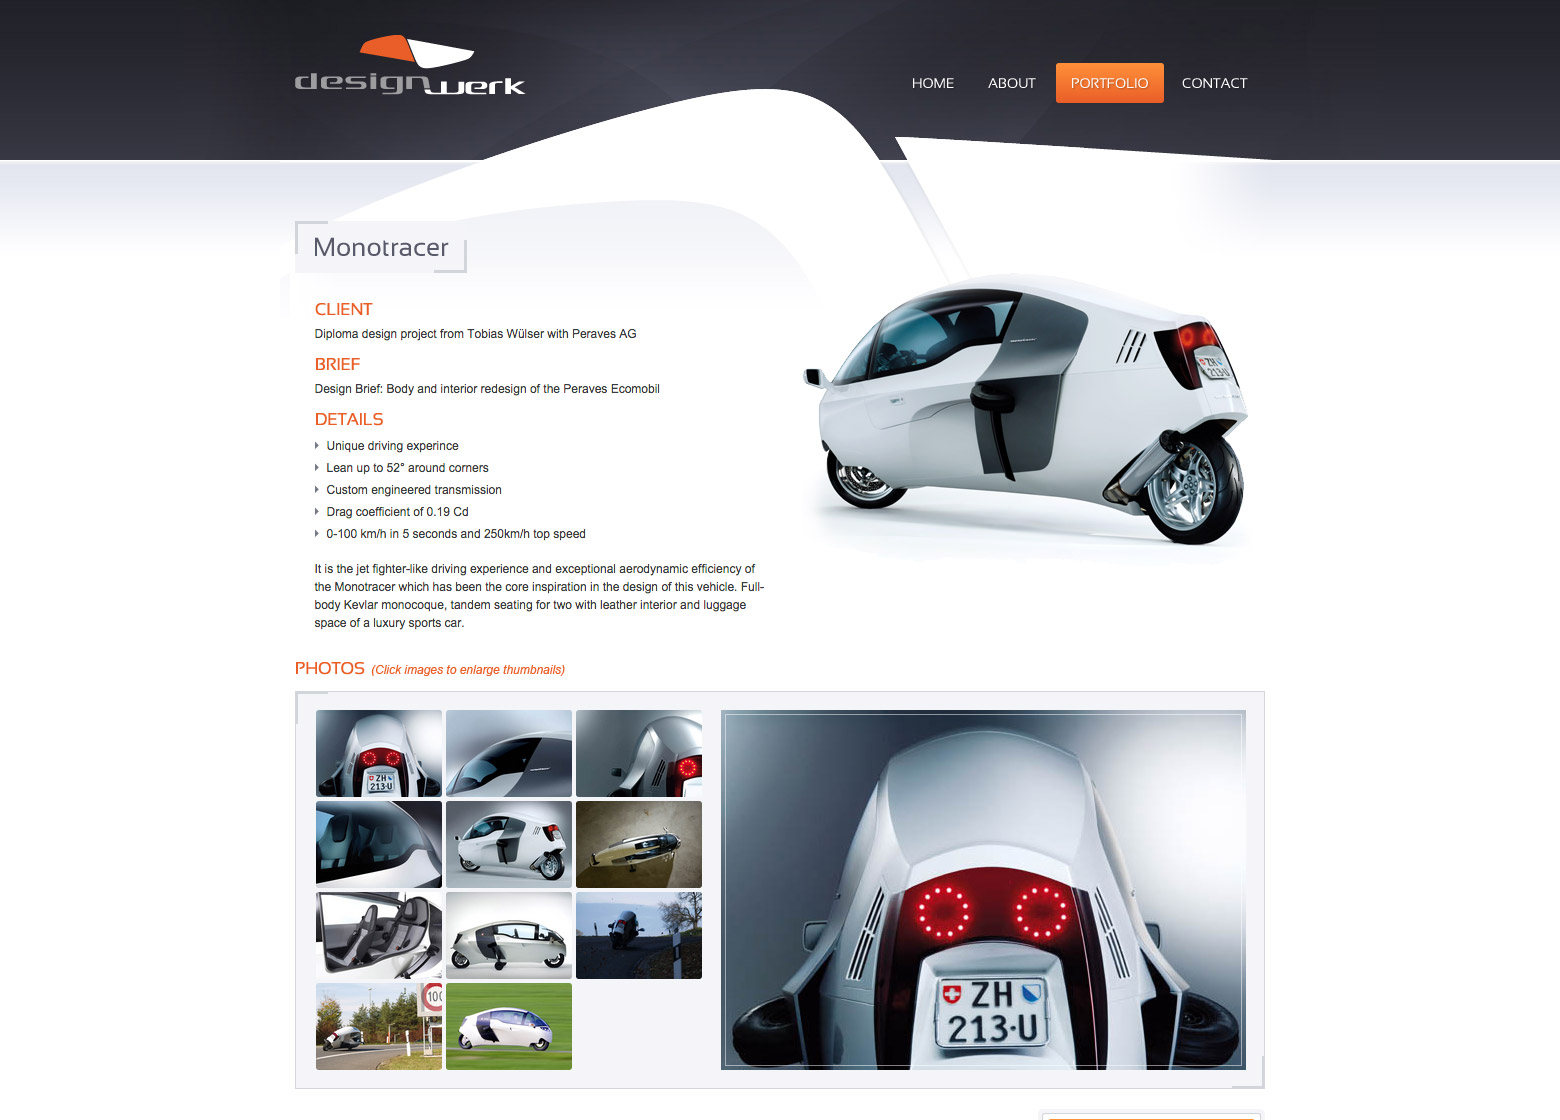 designwerk
HOME ABOUT PORTFOLIO CONTACT
Monotracer
CLIENT
Diploma design project from Tobias Wülser with Peraves AG
BRIEF
Design Brief: Body and interior redesign of the Peraves Ecomobil
DETAILS
Unique driving experince
Lean up to 52° around corners
Custom engineered transmission
Drag coefficient of 0.19 Cd
0-100 km/h in 5 seconds and 250km/h top speed
It is the jet fighter-like driving experience and exceptional aerodynamic efficiency of
the Monotracer which has been the core inspiration in the design of this vehicle. Full-
body Kevlar monocoque, tandem seating for two with leather interior and luggage
space of a luxury sports car.
ZH
213·U
PHOTOS (Click images to enlarge thumbnails)
ZH
213·U
100
ZH
213·U